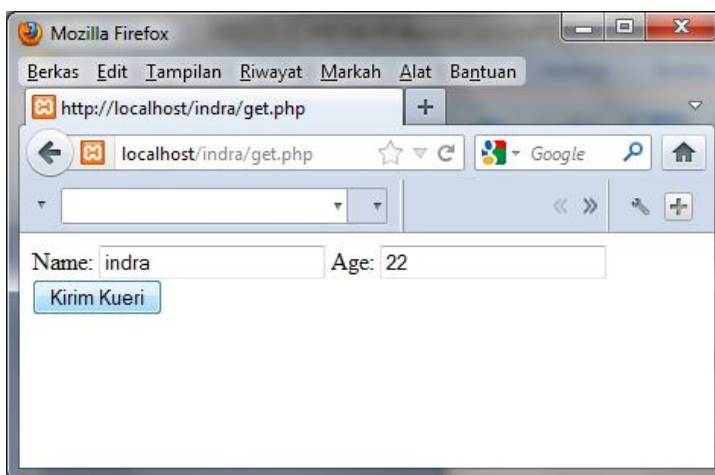 Mozilla Firefox
Berkas Edit Tampilan Riwayat Markah Alat Bantuan
http://localhost/indra/get.php
localhost/indra/get.php Google
Name: indra Age: 22
Kirim Kueri